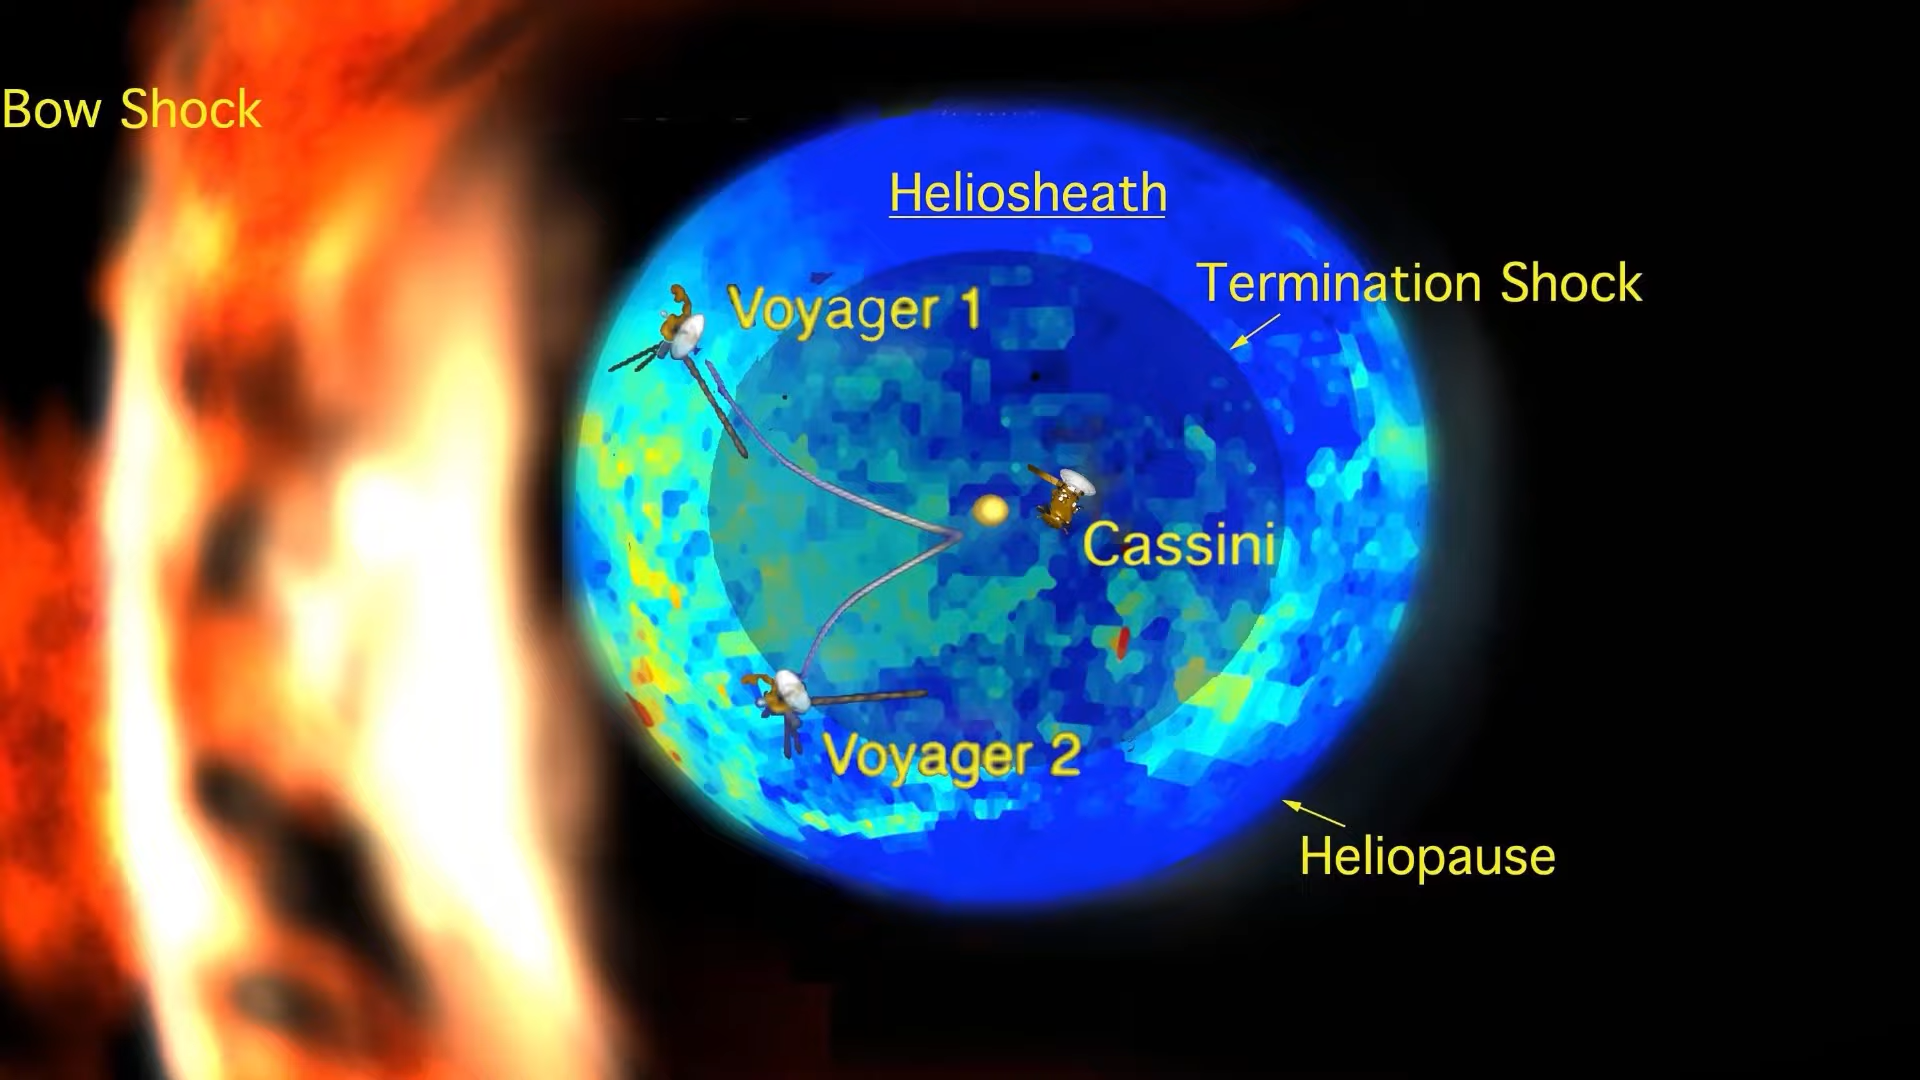 Bow Shock
Heliosheath
Termination Shock
Voyager 1
Cassini
Voyager 2
Heliopause